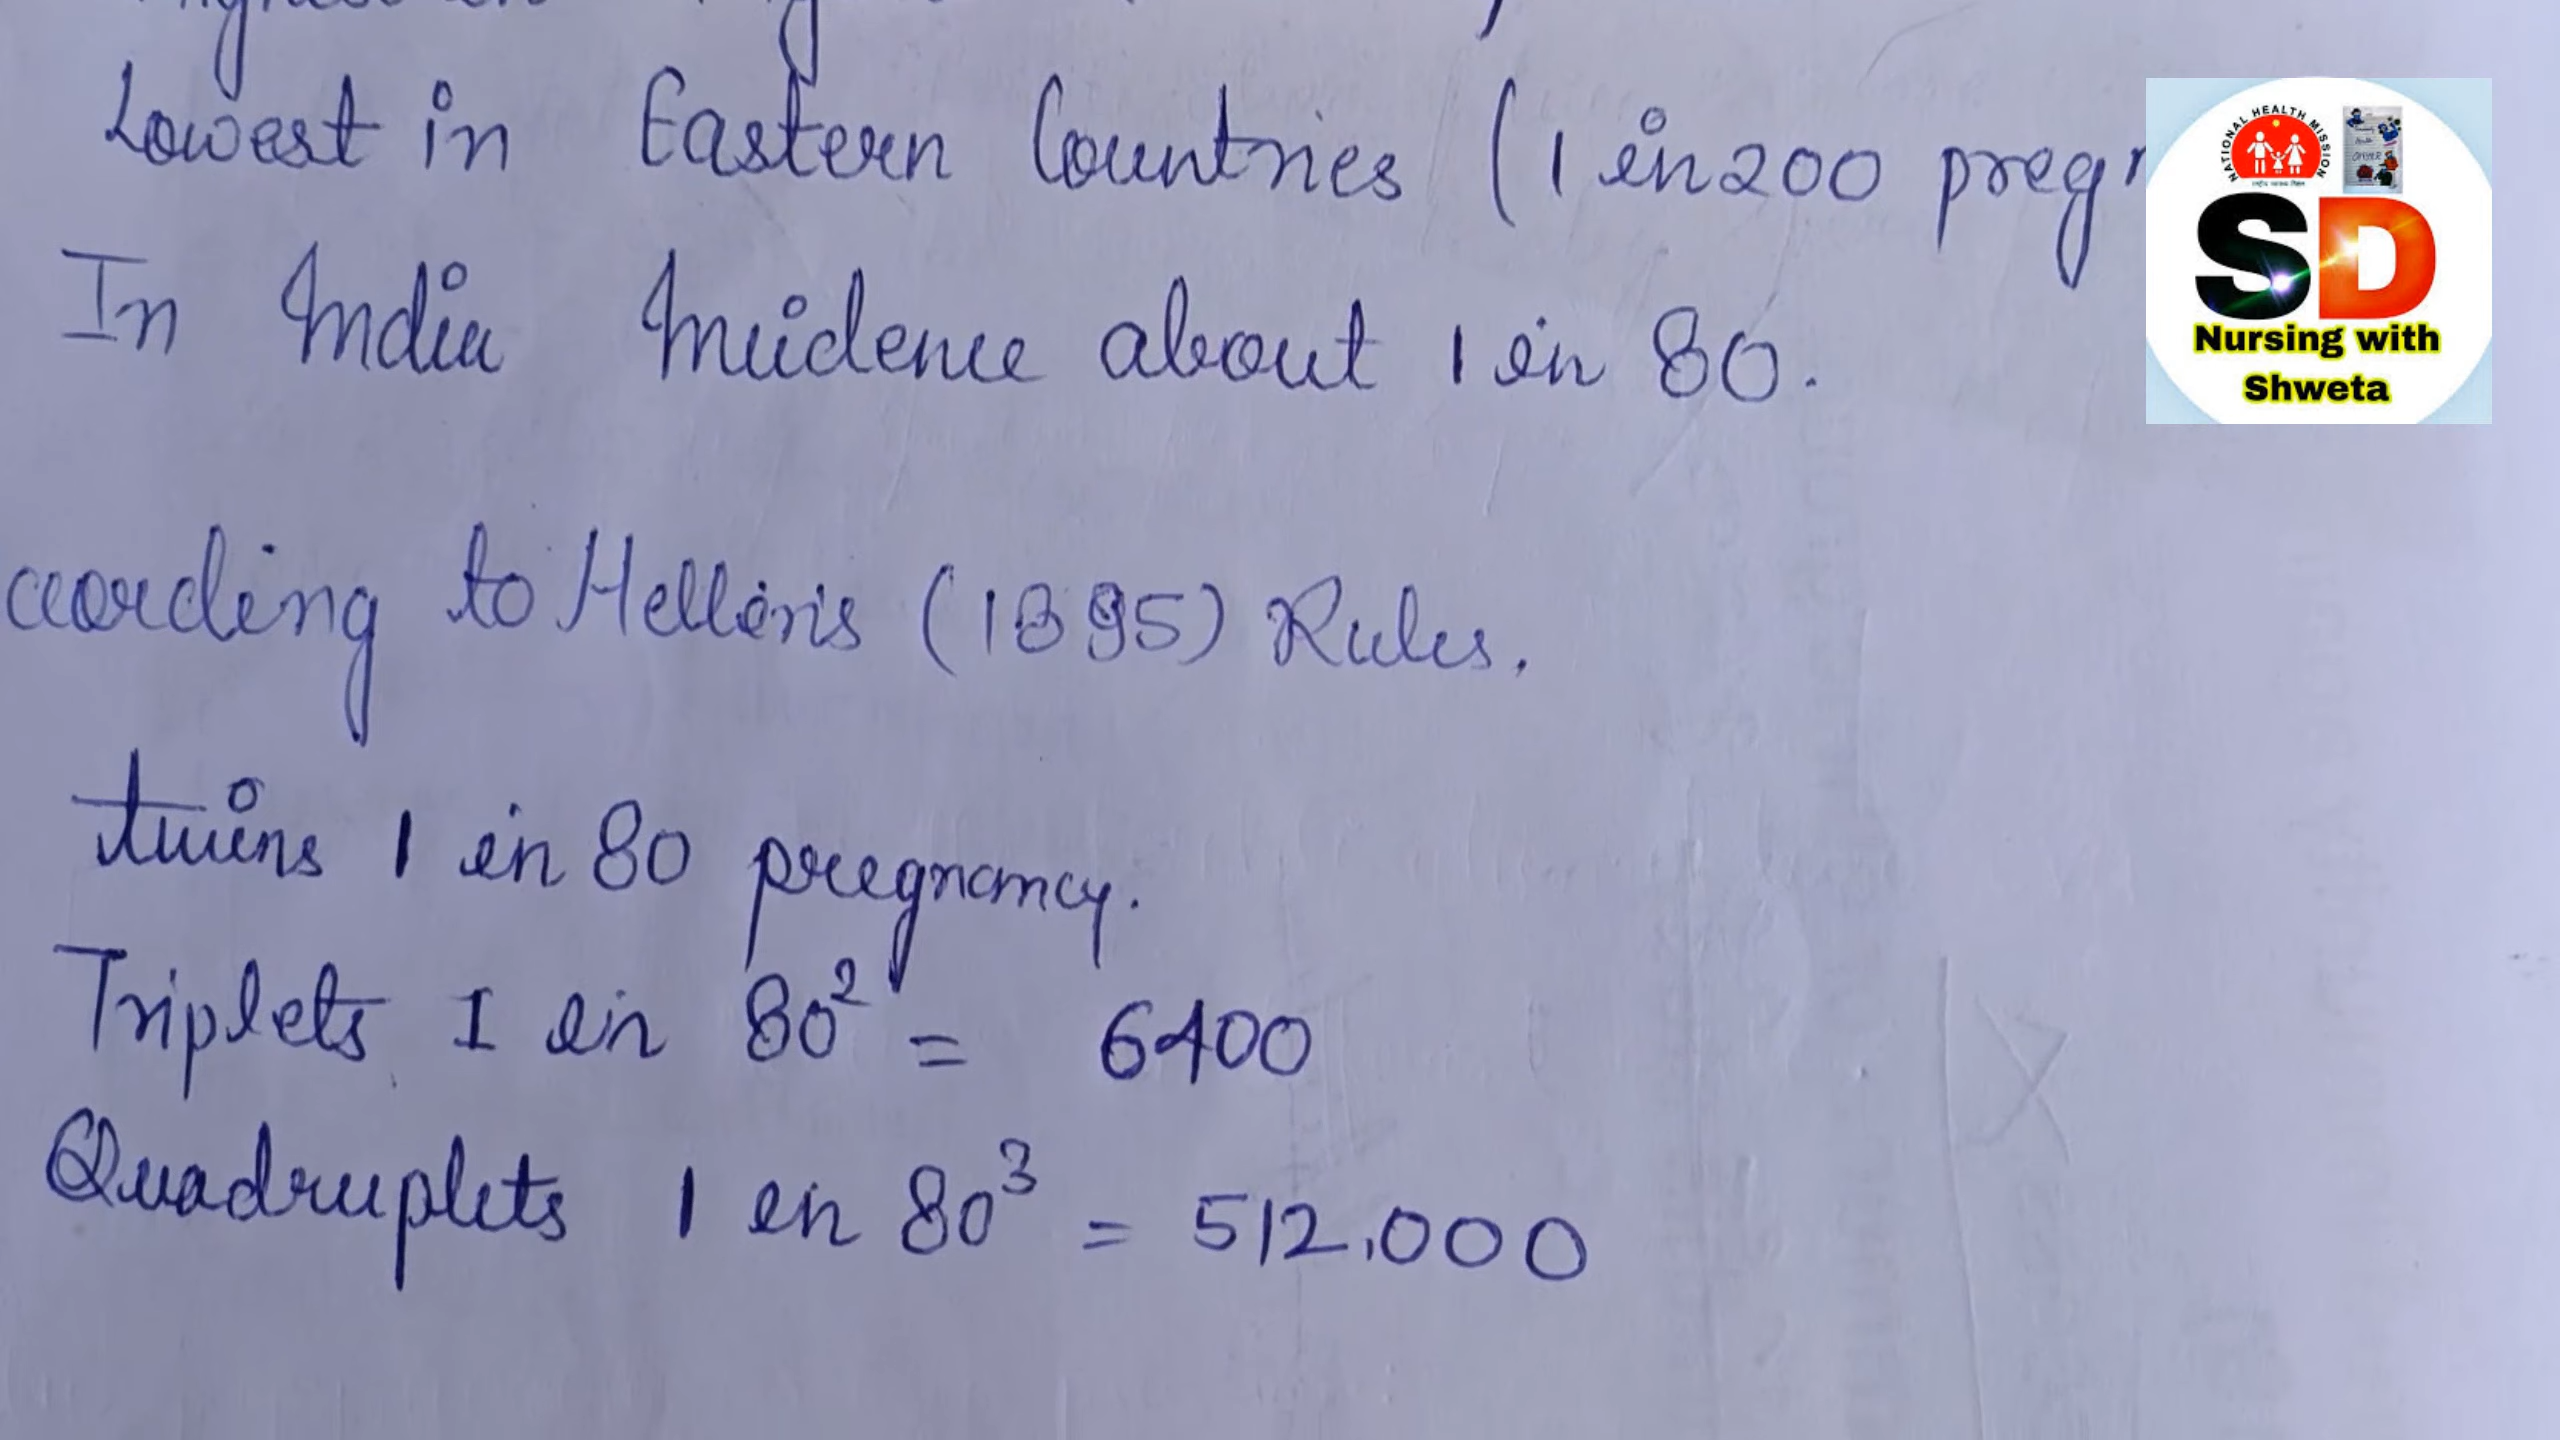 Lowest in Eastern Countries (1 in 200 pregn
In India Incidence about 1 in 80.
ccording to Hellin's (1895) Rules.
twins 1 in 80 pregnancy.
Triplets I in 80² = 6400
Quadruplets 1 in 80³ = 512,000
NATIONAL HEALTH MISSION
SD
Nursing with
Shweta